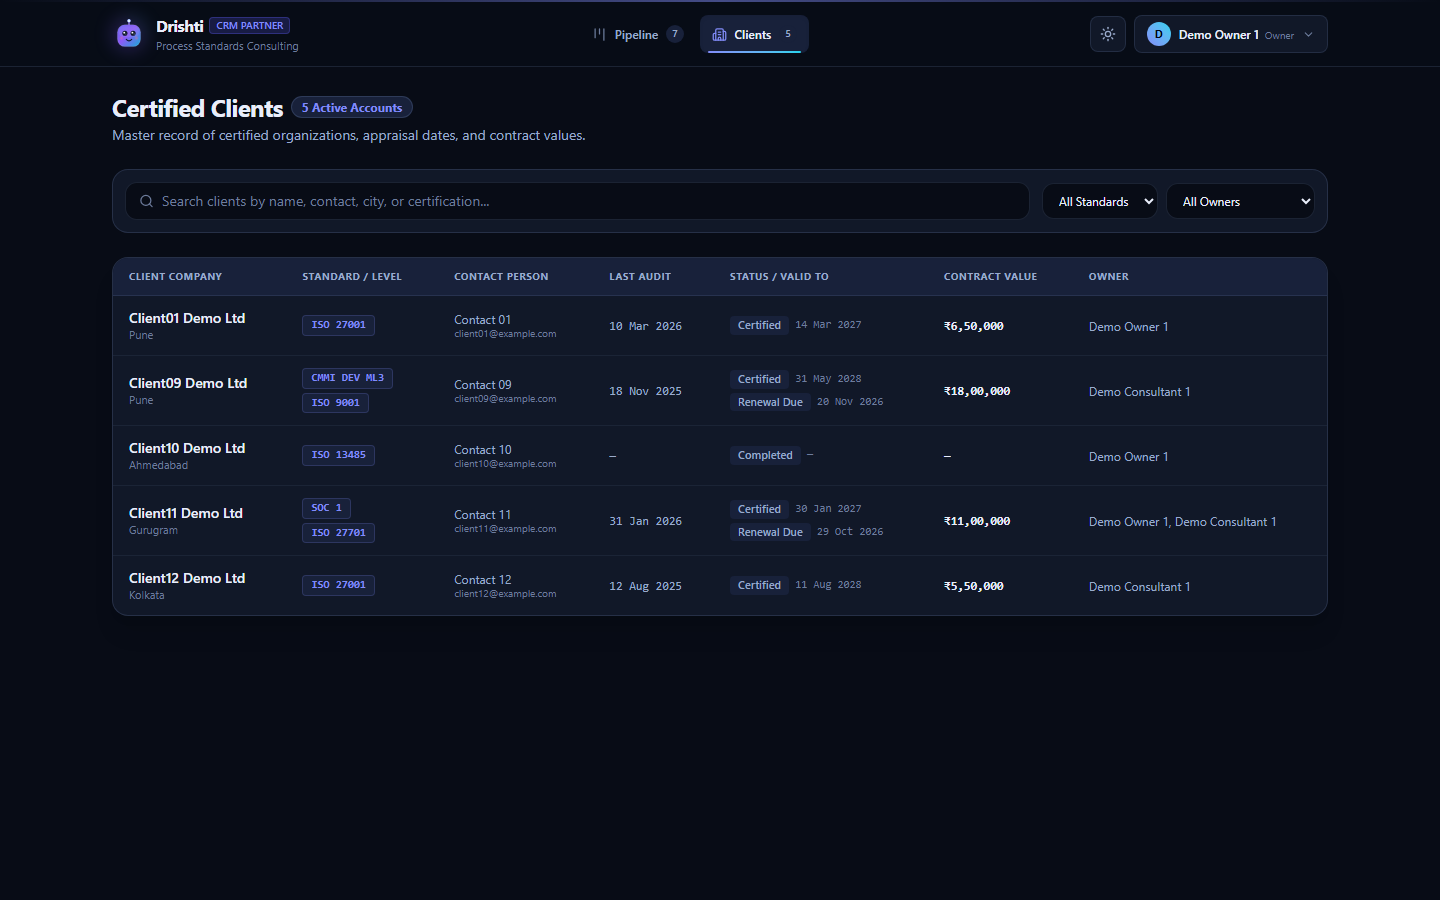 Drishti CRM PARTNER
Process Standards Consulting
Pipeline 7
Clients 5
D Demo Owner 1 Owner
Certified Clients 5 Active Accounts
Master record of certified organizations, appraisal dates, and contract values.
Search clients by name, contact, city, or certification...
All Standards
All Owners
CLIENT COMPANY STANDARD / LEVEL CONTACT PERSON LAST AUDIT STATUS / VALID TO CONTRACT VALUE OWNER
Client01 Demo Ltd
Pune
ISO 27001
Contact 01
client01@example.com
10 Mar 2026
Certified 14 Mar 2027
₹6,50,000
Demo Owner 1
Client09 Demo Ltd
Pune
CMMI DEV ML3
ISO 9001
Contact 09
client09@example.com
18 Nov 2025
Certified 31 May 2028
Renewal Due 20 Nov 2026
₹18,00,000
Demo Consultant 1
Client10 Demo Ltd
Ahmedabad
ISO 13485
Contact 10
client10@example.com
—
Completed —
—
Demo Owner 1
Client11 Demo Ltd
Gurugram
SOC 1
ISO 27701
Contact 11
client11@example.com
31 Jan 2026
Certified 30 Jan 2027
Renewal Due 29 Oct 2026
₹11,00,000
Demo Owner 1, Demo Consultant 1
Client12 Demo Ltd
Kolkata
ISO 27001
Contact 12
client12@example.com
12 Aug 2025
Certified 11 Aug 2028
₹5,50,000
Demo Consultant 1